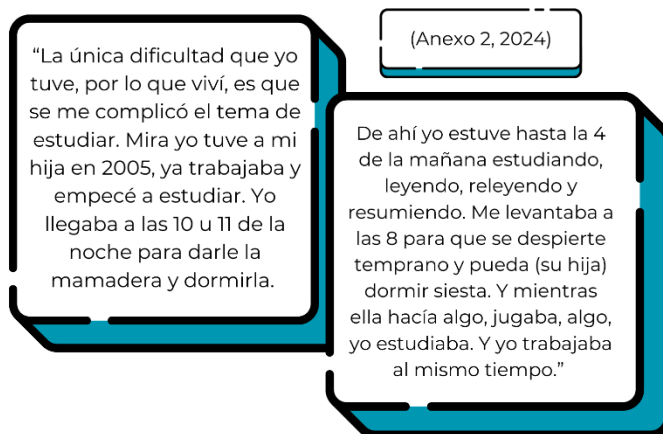 (Anexo 2, 2024)
“La única dificultad que yo
tuve, por lo que viví, es que
se me complicó el tema de
estudiar. Mira yo tuve a mi
hija en 2005, ya trabajaba y
empecé a estudiar. Yo
llegaba a las 10 u 11 de la
noche para darle la
mamadera y dormirla.
De ahí yo estuve hasta la 4
de la mañana estudiando,
leyendo, releyendo y
resumiendo. Me levantaba a
las 8 para que se despierte
temprano y pueda (su hija)
dormir siesta. Y mientras
ella hacía algo, jugaba, algo,
yo estudiaba. Y yo trabajaba
al mismo tiempo.”